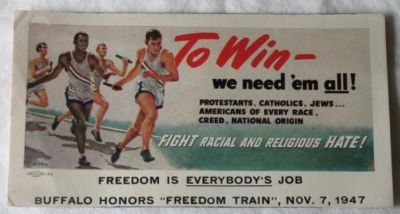 To Win-
we need 'em all!
PROTESTANTS, CATHOLICS, JEWS...
AMERICANS OF EVERY RACE,
CREED, NATIONAL ORIGIN
FIGHT RACIAL AND RELIGIOUS HATE!
FREEDOM IS EVERYBODY'S JOB
BUFFALO HONORS "FREEDOM TRAIN", NOV. 7, 1947